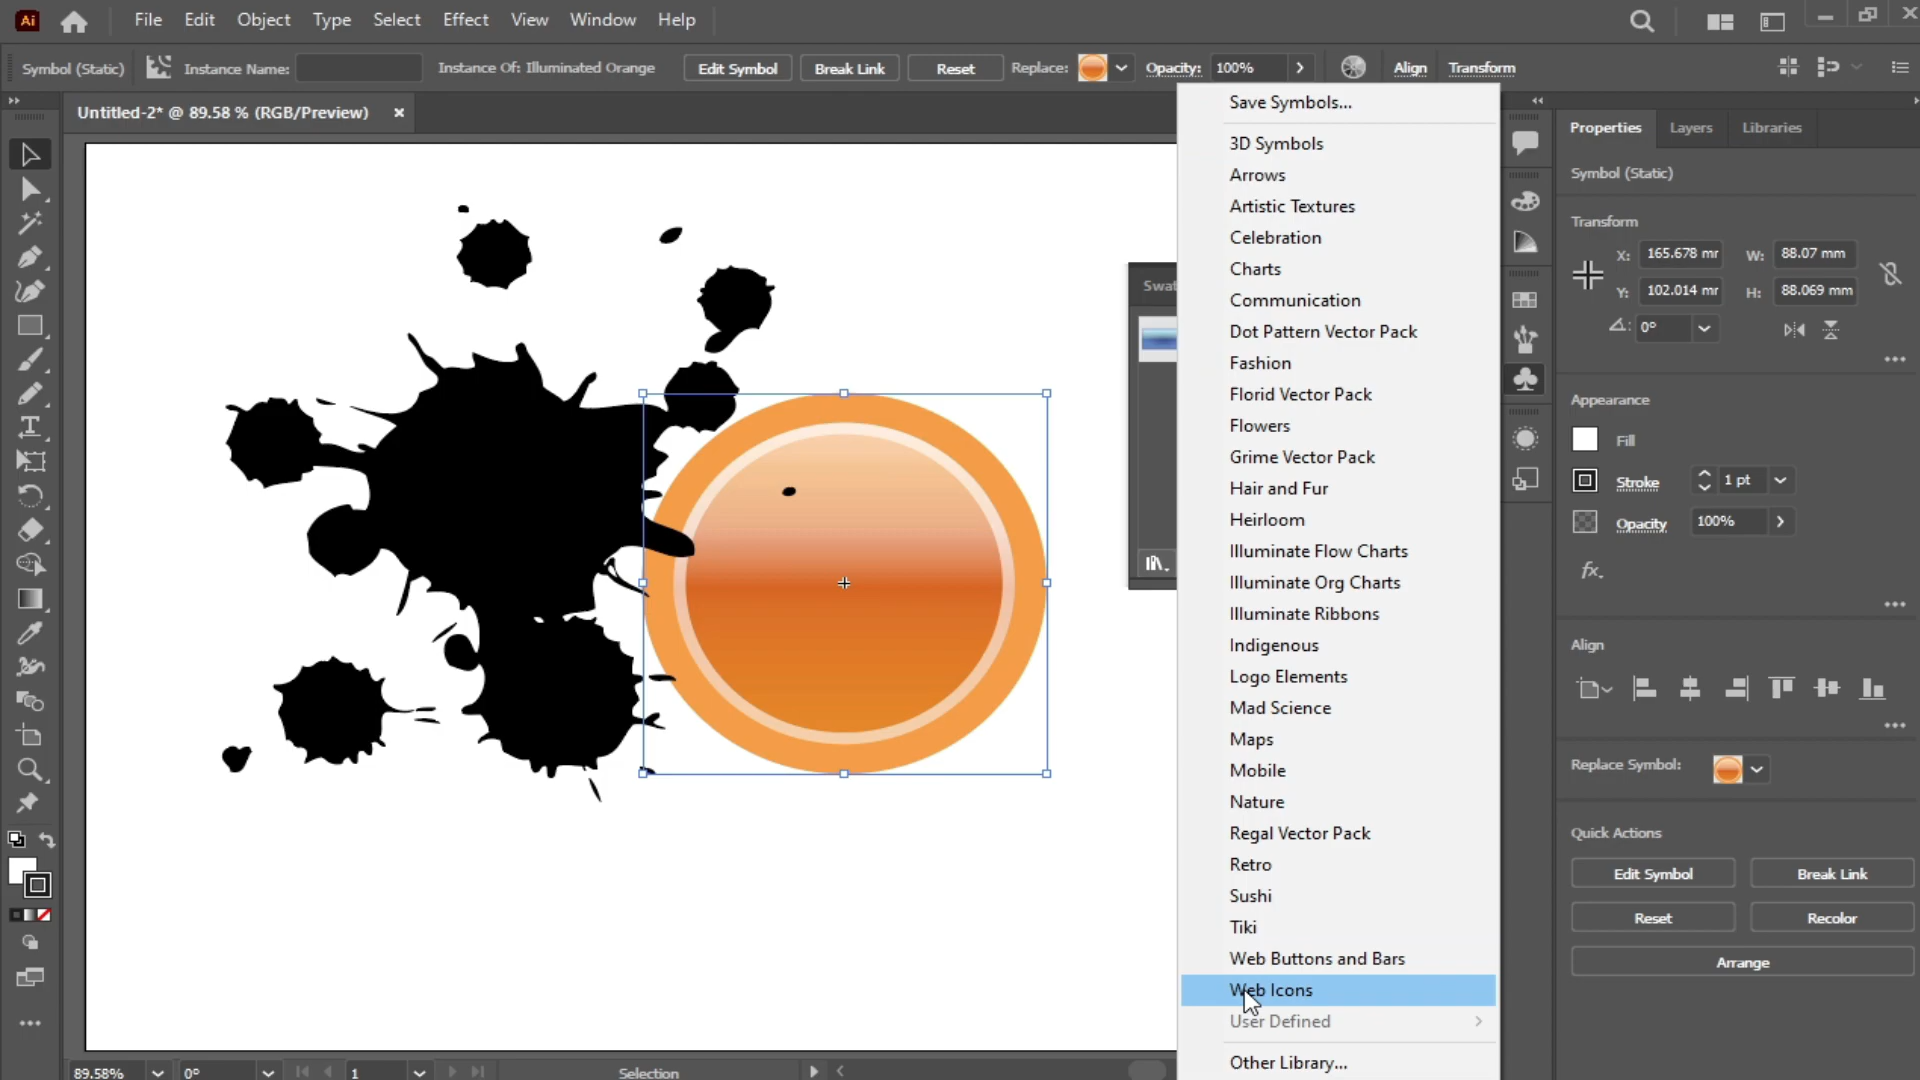 Ai File Edit Object Type Select Effect View Window Help
Symbol (Static) Instance Name: Instance Of: Illuminated Orange Edit Symbol Break Link Reset Replace: Opacity: 100% Align Transform
Untitled-2* @ 89.58 % (RGB/Preview)
Save Symbols...
3D Symbols
Arrows
Artistic Textures
Celebration
Charts
Communication
Dot Pattern Vector Pack
Fashion
Florid Vector Pack
Flowers
Grime Vector Pack
Hair and Fur
Heirloom
Illuminate Flow Charts
Illuminate Org Charts
Illuminate Ribbons
Indigenous
Logo Elements
Mad Science
Maps
Mobile
Nature
Regal Vector Pack
Retro
Sushi
Tiki
Web Buttons and Bars
Web Icons
User Defined
Other Library...
Swat
Properties Layers Libraries
Symbol (Static)
Transform
X: 165.678 mr W: 88.07 mm
Y: 102.014 mr H: 88.069 mm
0°
Appearance
Fill
Stroke 1 pt
Opacity 100%
fx.
Align
Replace Symbol:
Quick Actions
Edit Symbol Break Link
Reset Recolor
Arrange
89.58% 0° 1 Selection